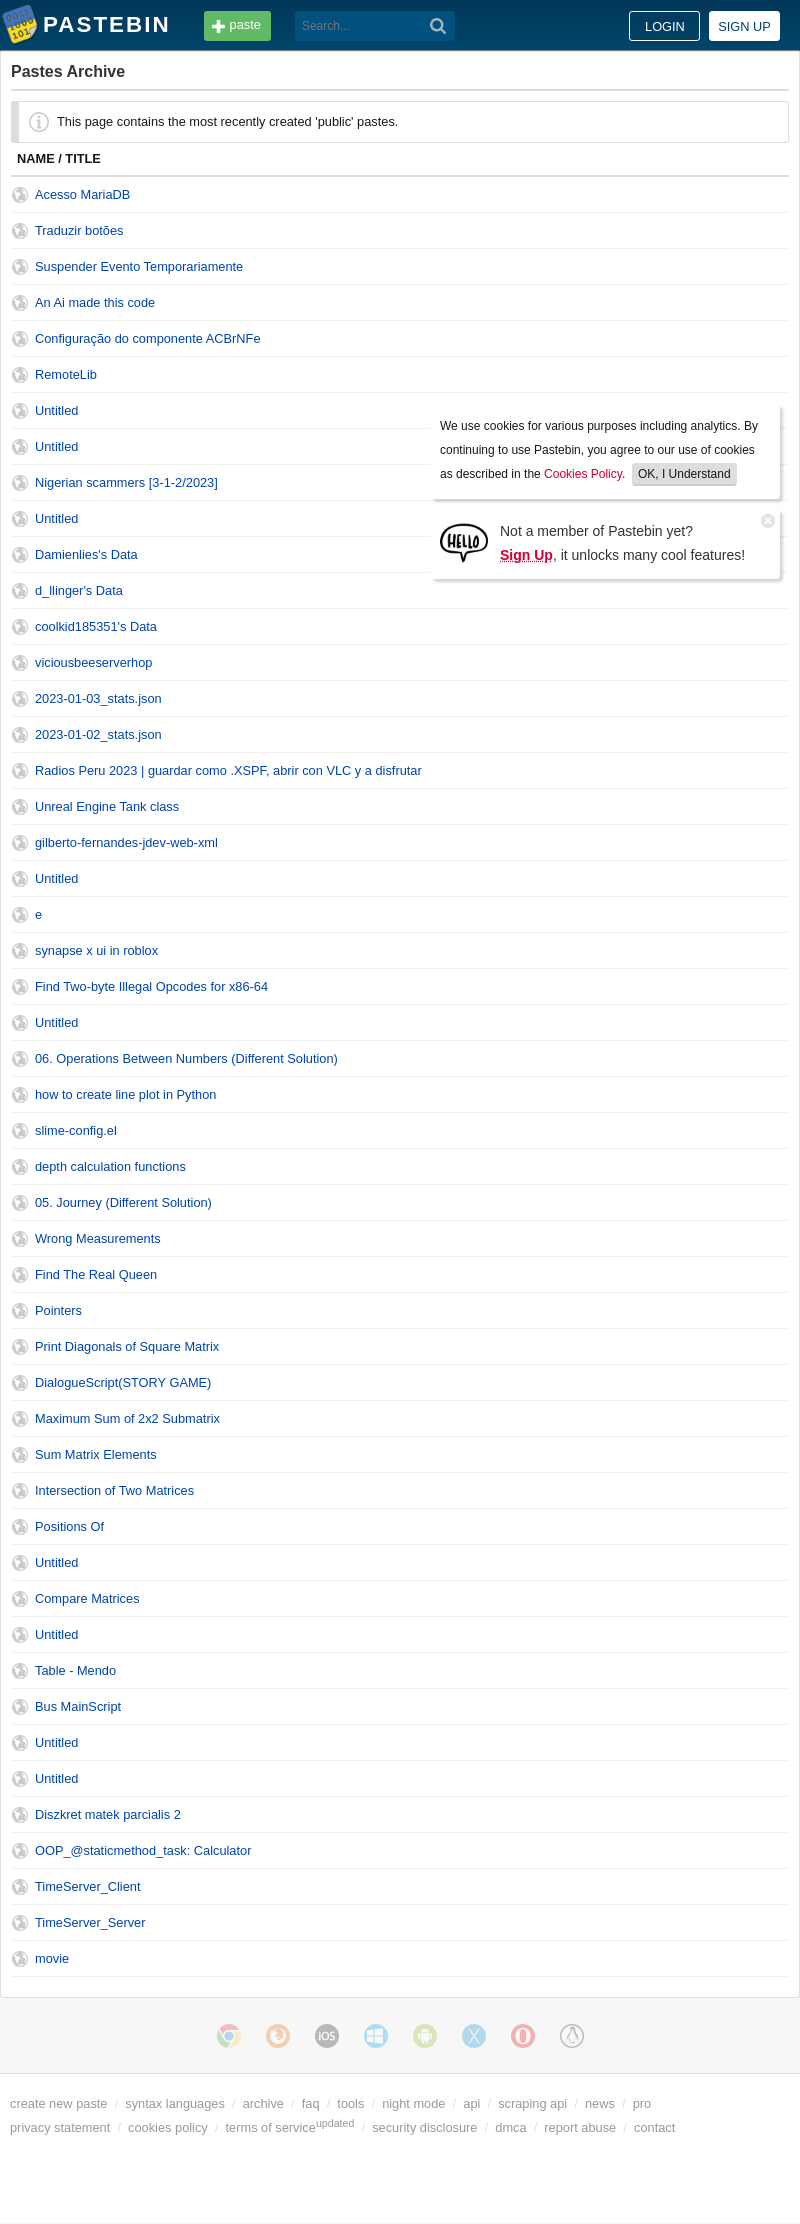 PASTEBIN
paste
Search...
LOGIN
SIGN UP
Pastes Archive
This page contains the most recently created 'public' pastes.
NAME / TITLE
Acesso MariaDB
Traduzir botões
Suspender Evento Temporariamente
An Ai made this code
Configuração do componente ACBrNFe
RemoteLib
Untitled
Untitled
Nigerian scammers [3-1-2/2023]
Untitled
Damienlies's Data
We use cookies for various purposes including analytics. By
continuing to use Pastebin, you agree to our use of cookies
as described in the Cookies Policy. OK, I Understand
HELLO
Not a member of Pastebin yet?
Sign Up, it unlocks many cool features!
d_llinger's Data
coolkid185351's Data
viciousbeeserverhop
2023-01-03_stats.json
2023-01-02_stats.json
Radios Peru 2023 | guardar como .XSPF, abrir con VLC y a disfrutar
Unreal Engine Tank class
gilberto-fernandes-jdev-web-xml
Untitled
e
synapse x ui in roblox
Find Two-byte Illegal Opcodes for x86-64
Untitled
06. Operations Between Numbers (Different Solution)
how to create line plot in Python
slime-config.el
depth calculation functions
05. Journey (Different Solution)
Wrong Measurements
Find The Real Queen
Pointers
Print Diagonals of Square Matrix
DialogueScript(STORY GAME)
Maximum Sum of 2x2 Submatrix
Sum Matrix Elements
Intersection of Two Matrices
Positions Of
Untitled
Compare Matrices
Untitled
Table - Mendo
Bus MainScript
Untitled
Untitled
Diszkret matek parcialis 2
OOP_@staticmethod_task: Calculator
TimeServer_Client
TimeServer_Server
movie
iOS
create new paste / syntax languages / archive / faq / tools / night mode / api / scraping api / news / pro
privacy statement / cookies policy / terms of service updated / security disclosure / dmca / report abuse / contact